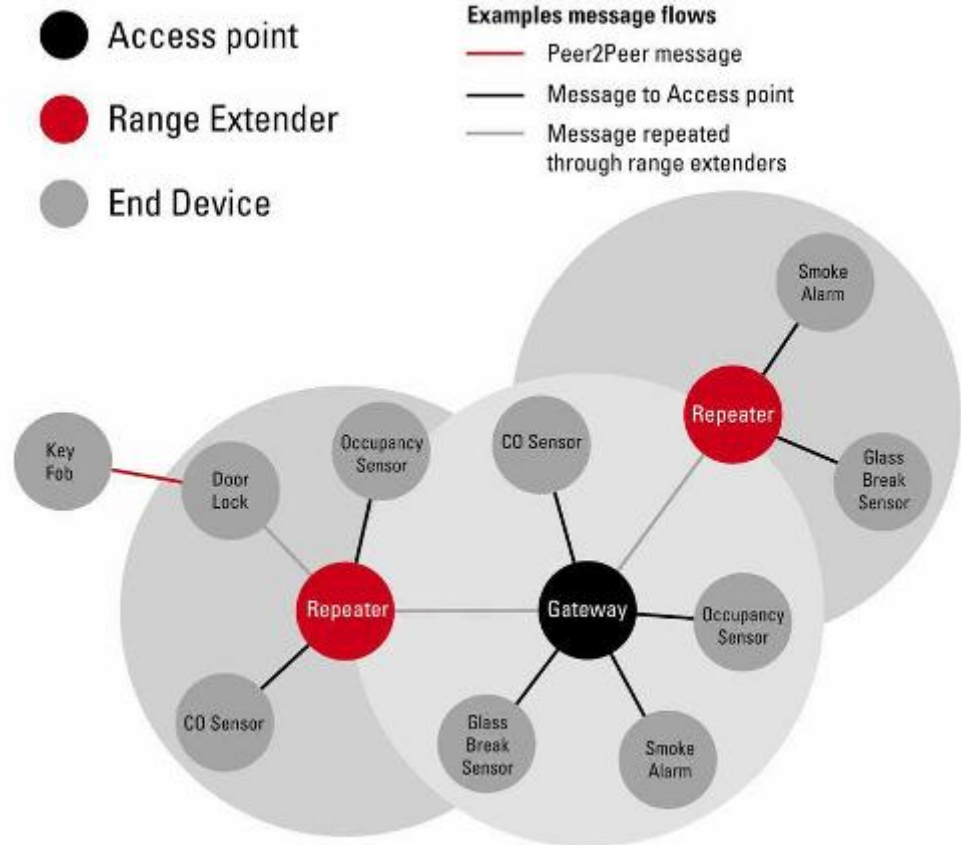 Access point
Range Extender
End Device
Examples message flows
Peer2Peer message
Message to Access point
Message repeated
through range extenders
Smoke
Alarm
Repeater
Glass
Break
Sensor
Key
Fob
Door
Lock
Occupancy
Sensor
CO Sensor
Repeater
Gateway
Occupancy
Sensor
CO Sensor
Glass
Break
Sensor
Smoke
Alarm